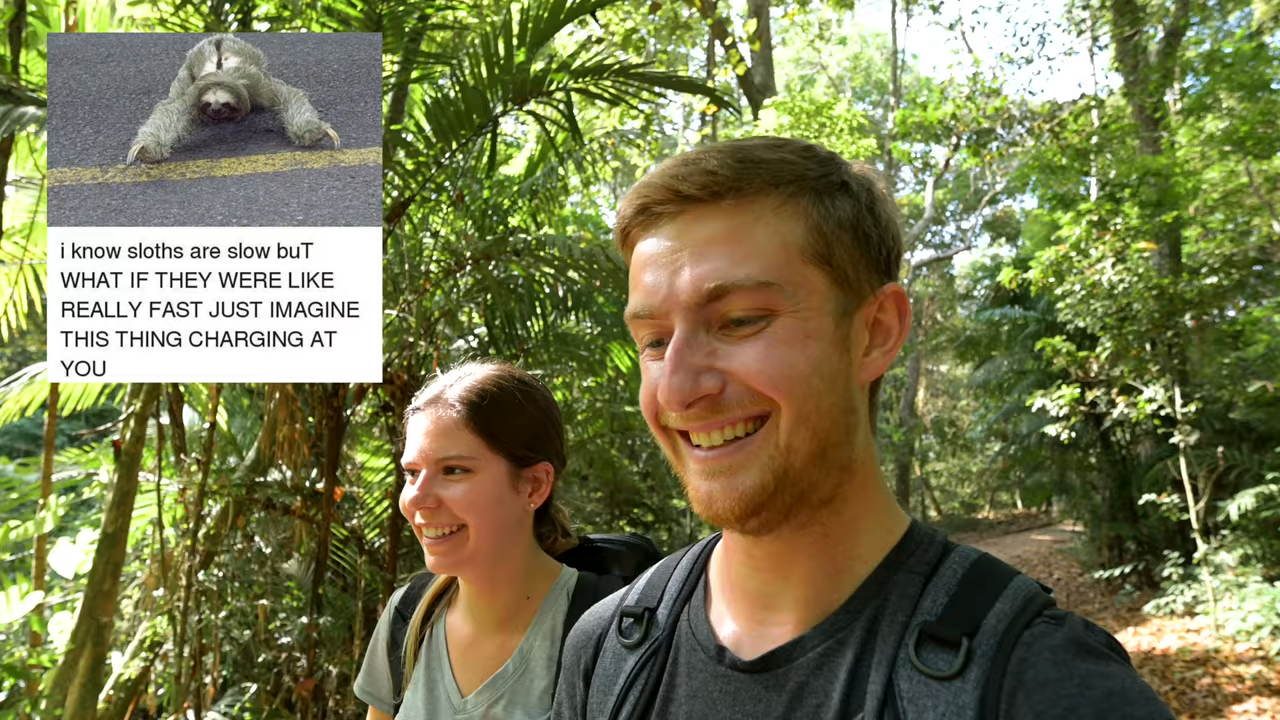 i know sloths are slow buT
WHAT IF THEY WERE LIKE
REALLY FAST JUST IMAGINE
THIS THING CHARGING AT
YOU